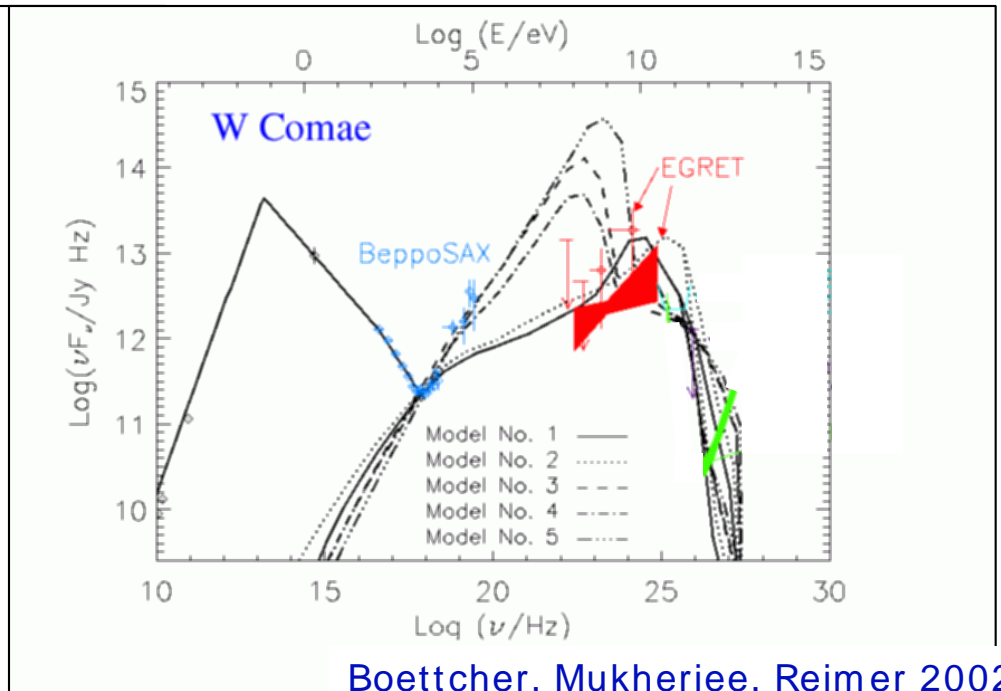 Log (E/eV)
0 5 10 15
15
W Comae
14
EGRET
BeppoSAX
13
Log(νFᵥ/Jy Hz)
12
11
Model No. 1
Model No. 2
Model No. 3
Model No. 4
Model No. 5
10
10 15 20 25 30
Log (ν/Hz)
Boettcher, Mukherjee, Reimer 2002